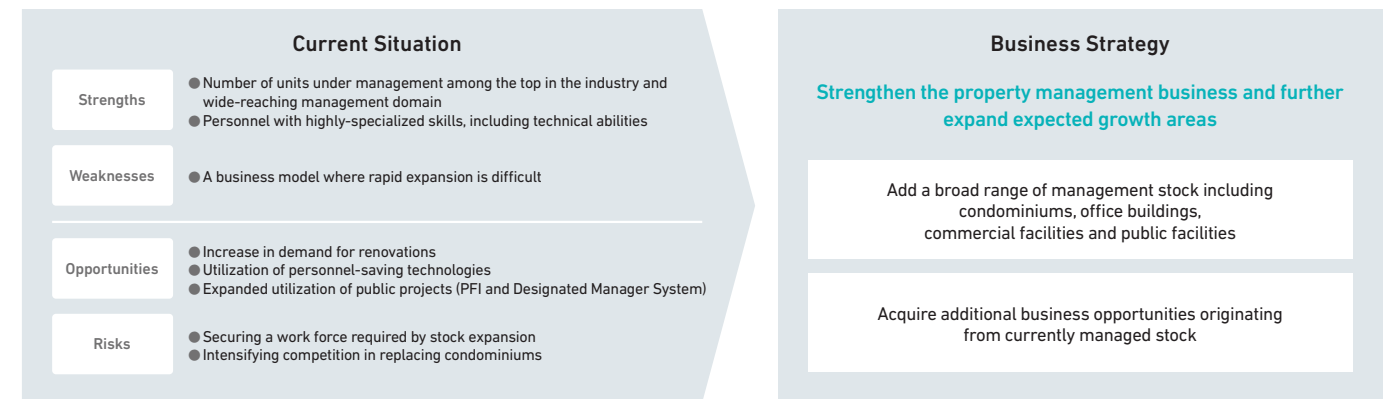 Current Situation
Strengths
●Number of units under management among the top in the industry and
wide-reaching management domain
●Personnel with highly-specialized skills, including technical abilities
Weaknesses
●A business model where rapid expansion is difficult
Opportunities
●Increase in demand for renovations
●Utilization of personnel-saving technologies
●Expanded utilization of public projects (PFI and Designated Manager System)
Risks
●Securing a work force required by stock expansion
●Intensifying competition in replacing condominiums
Business Strategy
Strengthen the property management business and further
expand expected growth areas
Add a broad range of management stock including
condominiums, office buildings,
commercial facilities and public facilities
Acquire additional business opportunities originating
from currently managed stock